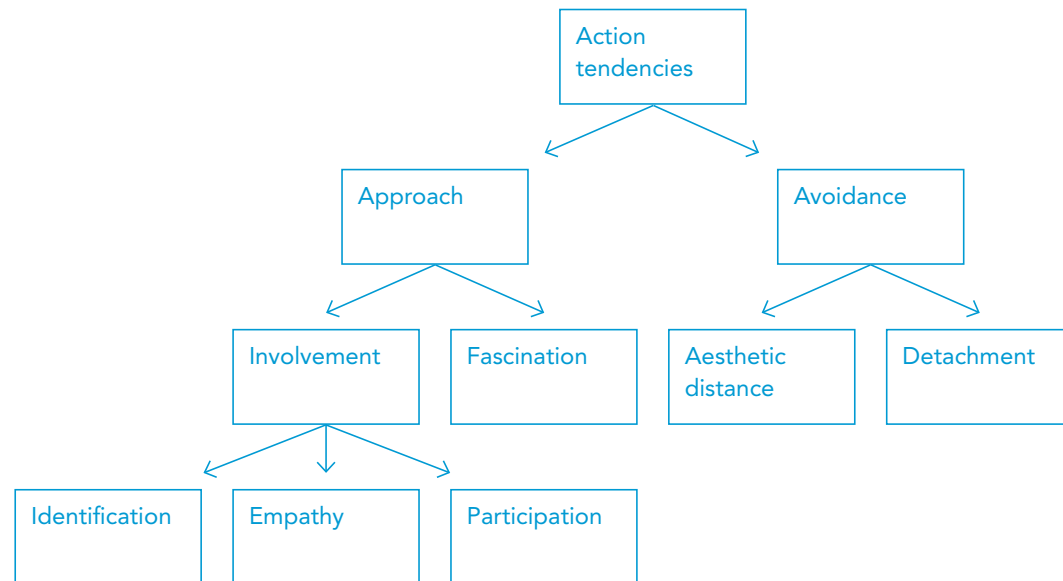 Action
tendencies
Approach
Avoidance
Involvement
Fascination
Aesthetic
distance
Detachment
Identification
Empathy
Participation